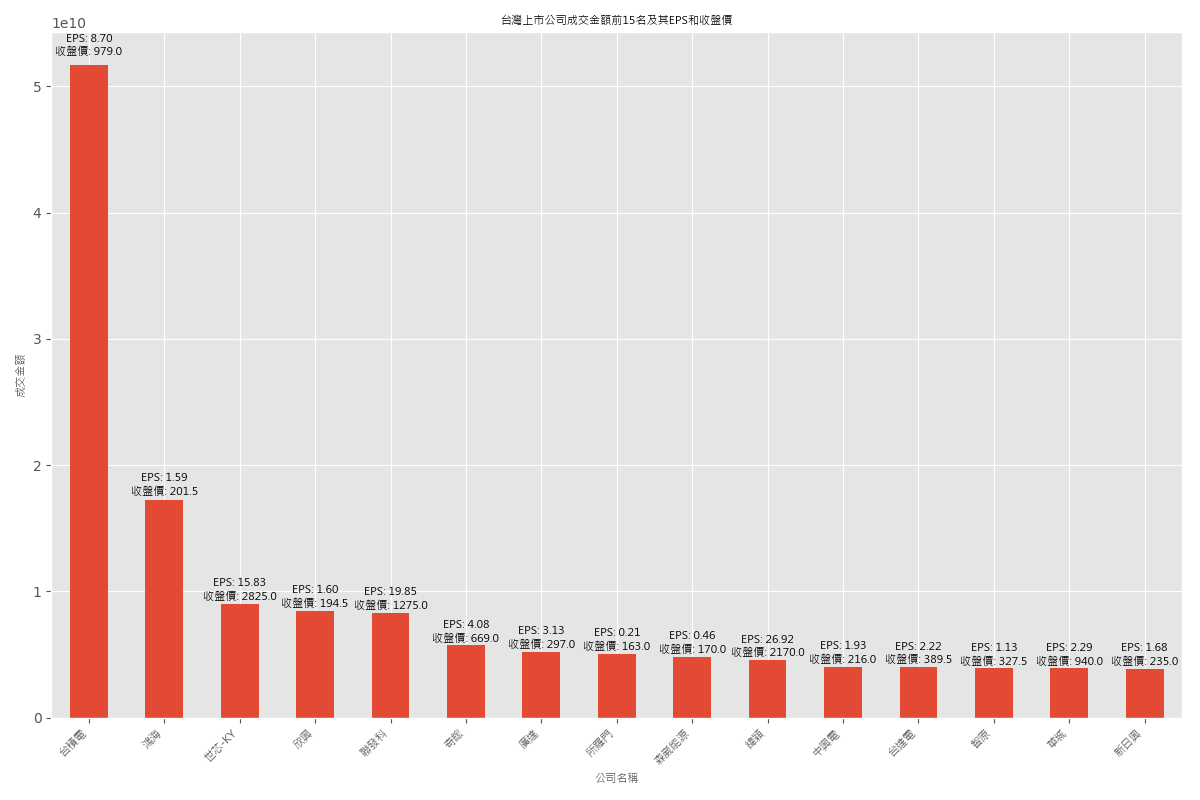 台灣上市公司成交金額前15名及其EPS和收盤價
1e10
EPS: 8.70
收盤價: 979.0
5
4
3
2
1
0
成交金額
EPS: 1.59
收盤價: 201.5
EPS: 15.83
收盤價: 2825.0
EPS: 1.60
收盤價: 194.5
EPS: 19.85
收盤價: 1275.0
EPS: 4.08
收盤價: 669.0
EPS: 3.13
收盤價: 297.0
EPS: 0.21
收盤價: 163.0
EPS: 0.46
收盤價: 170.0
EPS: 26.92
收盤價: 2170.0
EPS: 1.93
收盤價: 216.0
EPS: 2.22
收盤價: 389.5
EPS: 1.13
收盤價: 327.5
EPS: 2.29
收盤價: 940.0
EPS: 1.68
收盤價: 235.0
台積電
鴻海
世芯-KY
欣興
聯發科
奇鋐
廣達
所羅門
森崴能源
緯穎
中興電
台達電
智原
華城
新日興
公司名稱